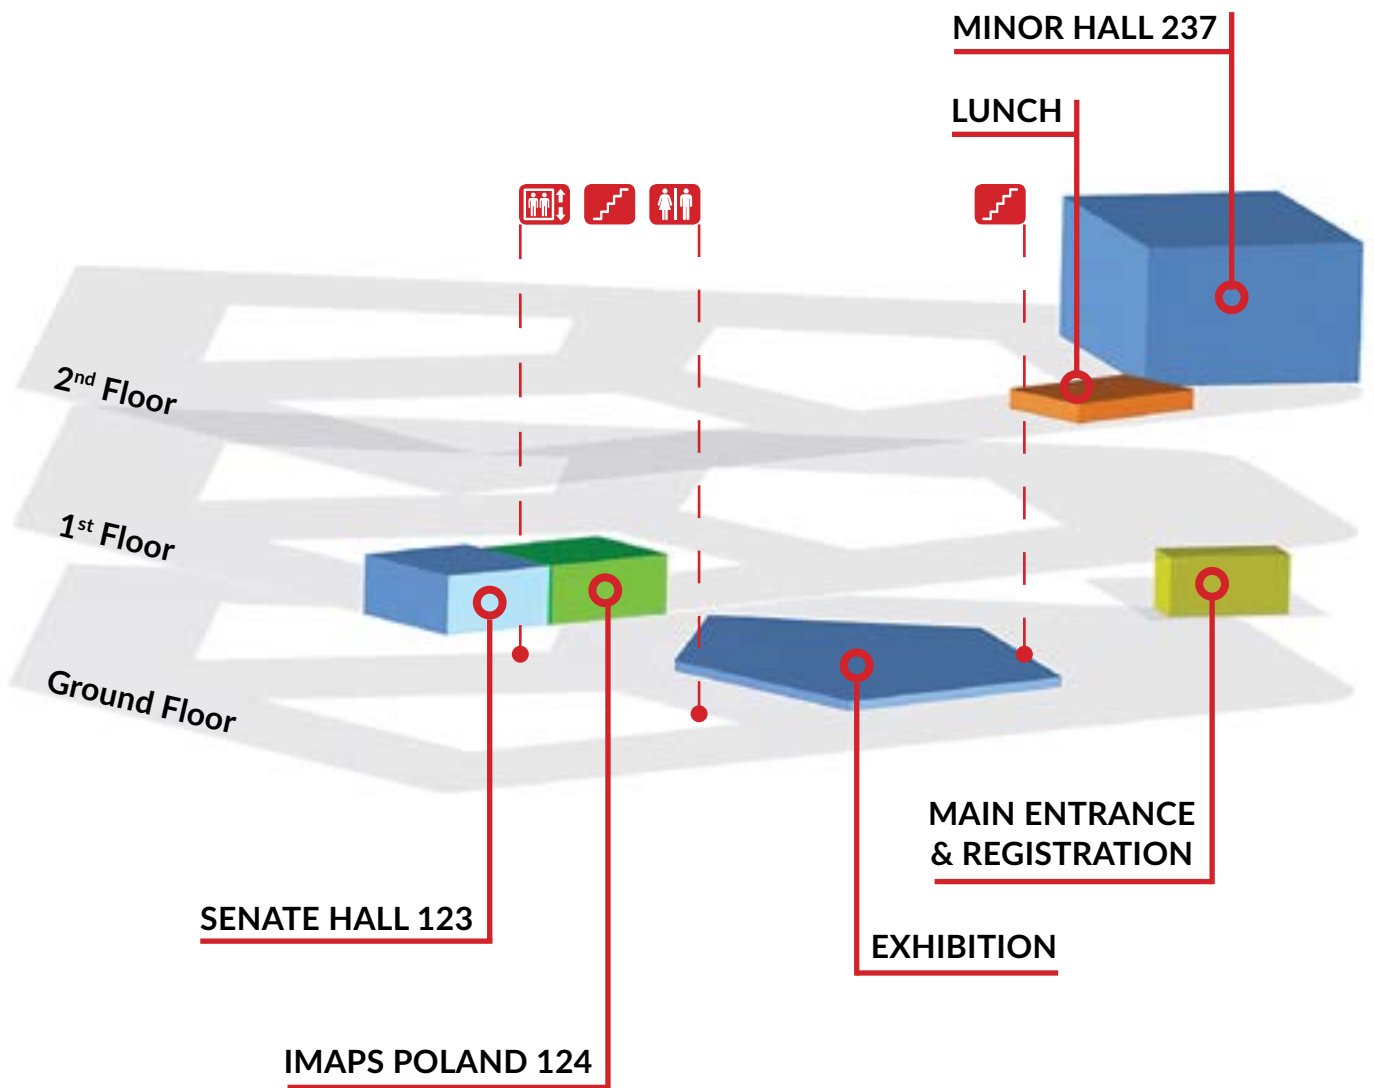 MINOR HALL 237
LUNCH
2nd Floor
1st Floor
Ground Floor
MAIN ENTRANCE
& REGISTRATION
SENATE HALL 123
EXHIBITION
IMAPS POLAND 124